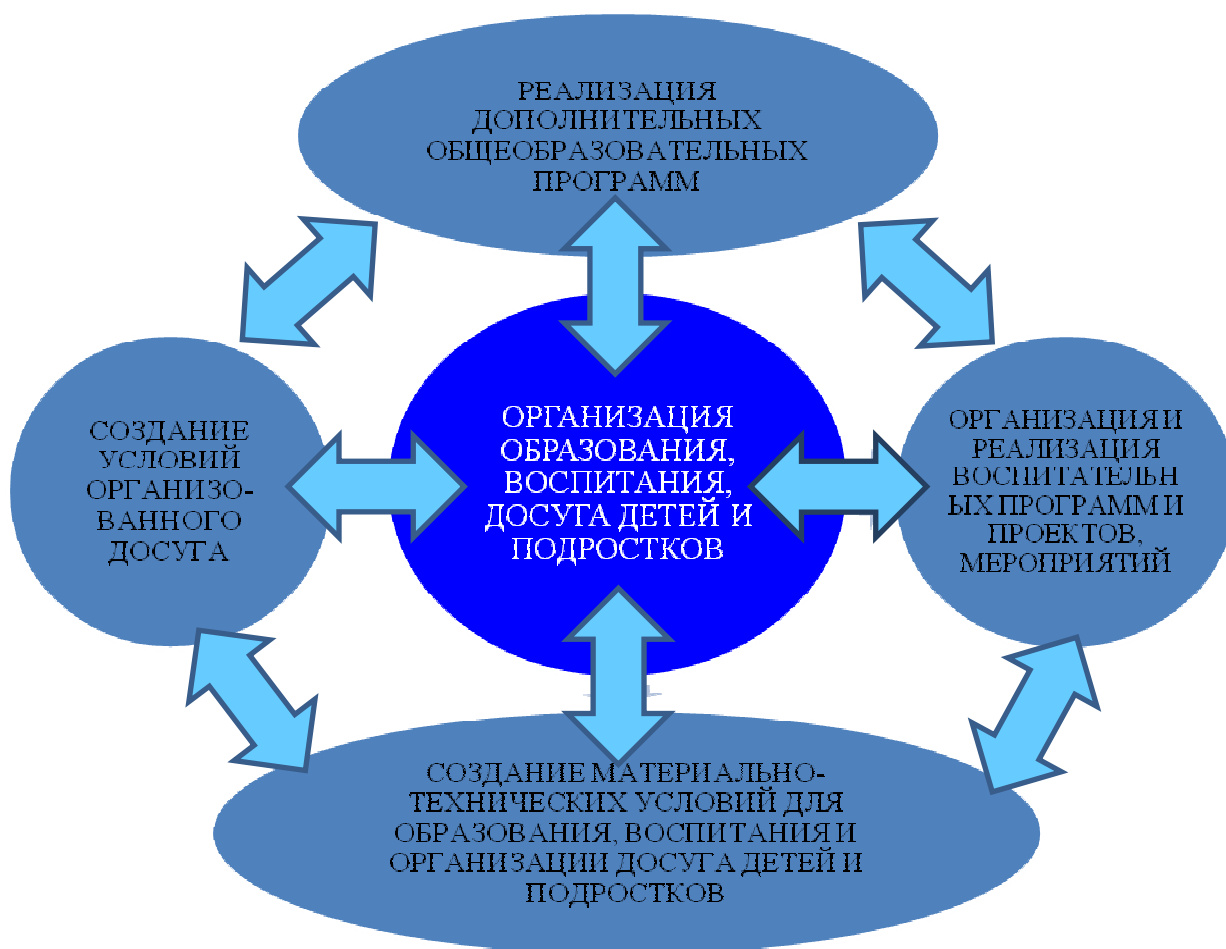 РЕАЛИЗАЦИЯ
ДОПОЛНИТЕЛЬНЫХ
ОБЩЕОБРАЗОВАТЕЛЬНЫХ
ПРОГРАММ
СОЗДАНИЕ
УСЛОВИЙ
ОРГАНИЗО-
ВАННОГО
ДОСУГА
ОРГАНИЗАЦИЯ
ОБРАЗОВАНИЯ,
ВОСПИТАНИЯ,
ДОСУГА ДЕТЕЙ И
ПОДРОСТКОВ
ОРГАНИЗАЦИЯ И
РЕАЛИЗАЦИЯ
ВОСПИТАТЕЛЬН
ЫХ ПРОГРАММ И
ПРОЕКТОВ,
МЕРОПРИЯТИЙ
СОЗДАНИЕ МАТЕРИАЛЬНО-
ТЕХНИЧЕСКИХ УСЛОВИЙ ДЛЯ
ОБРАЗОВАНИЯ, ВОСПИТАНИЯ И
ОРГАНИЗАЦИИ ДОСУГА ДЕТЕЙ И
ПОДРОСТКОВ